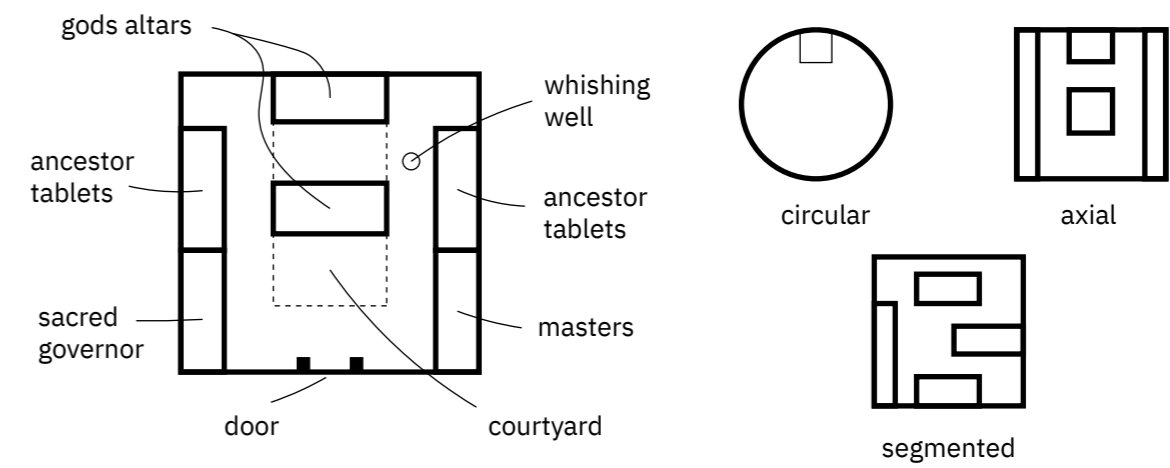 gods altars
whishing
well
ancestor
tablets
ancestor
tablets
sacred
governor
masters
door
courtyard
circular
axial
segmented